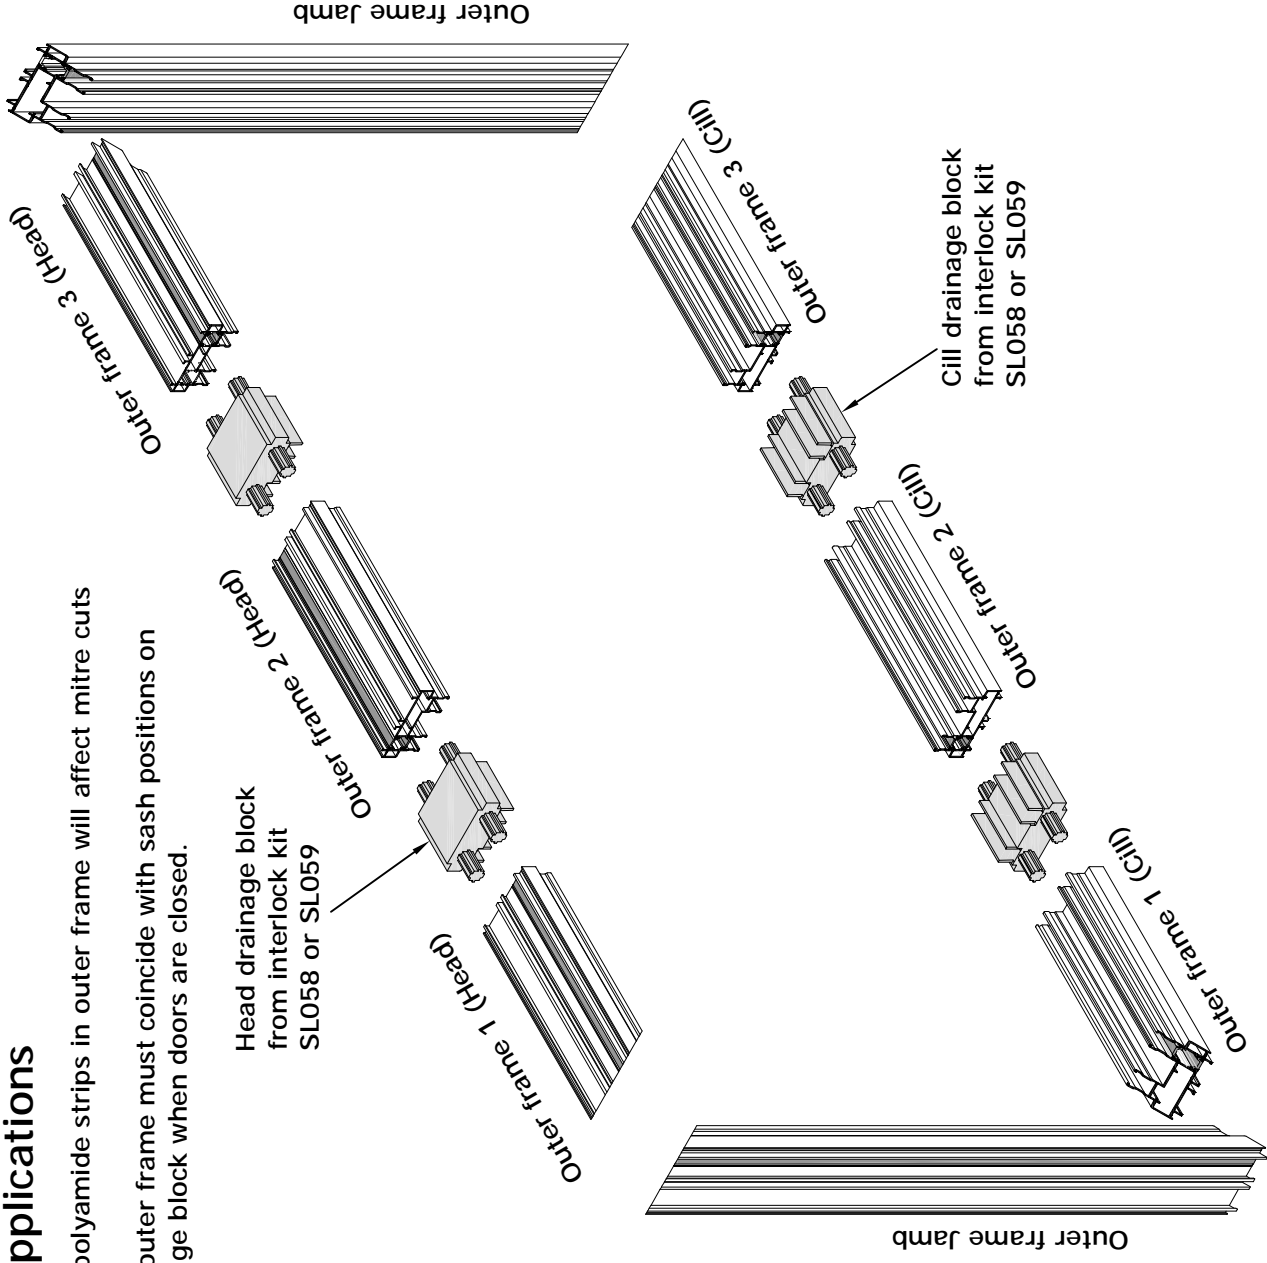 pplications
olyamide strips in outer frame will affect mitre cuts
outer frame must coincide with sash positions on
ge block when doors are closed.
Head drainage block
from interlock kit
SL058 or SL059
Outer frame 1 (Head)
Outer frame 2 (Head)
Outer frame 3 (Head)
Outer frame Jamb
Outer frame Jamb
Outer frame 1 (Cill)
Outer frame 2 (Cill)
Outer frame 3 (Cill)
Cill drainage block
from interlock kit
SL058 or SL059